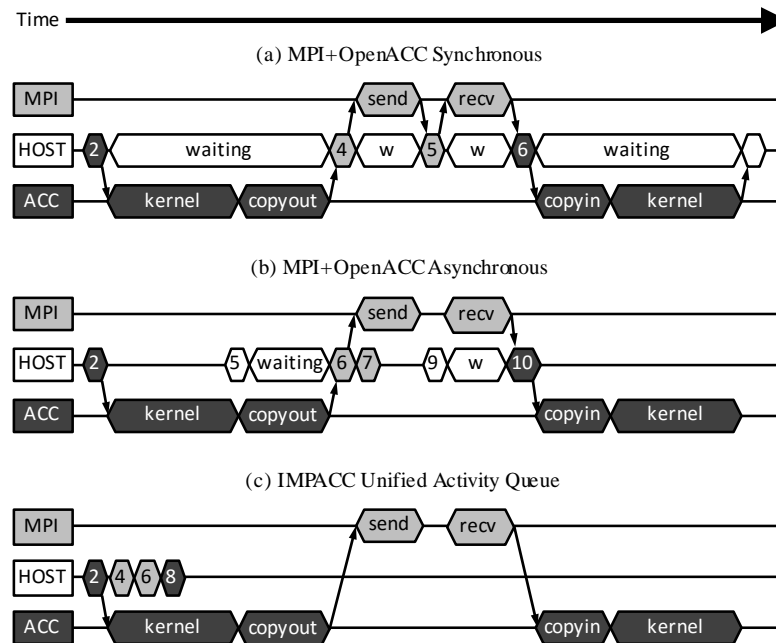 Time
(a) MPI+OpenACC Synchronous
MPI send recv
HOST 2 waiting 4 w 5 w 6 waiting
ACC kernel copyout copyin kernel
(b) MPI+OpenACC Asynchronous
MPI send recv
HOST 2 5 waiting 6 7 9 w 10
ACC kernel copyout copyin kernel
(c) IMPACC Unified Activity Queue
MPI send recv
HOST 2 4 6 8
ACC kernel copyout copyin kernel